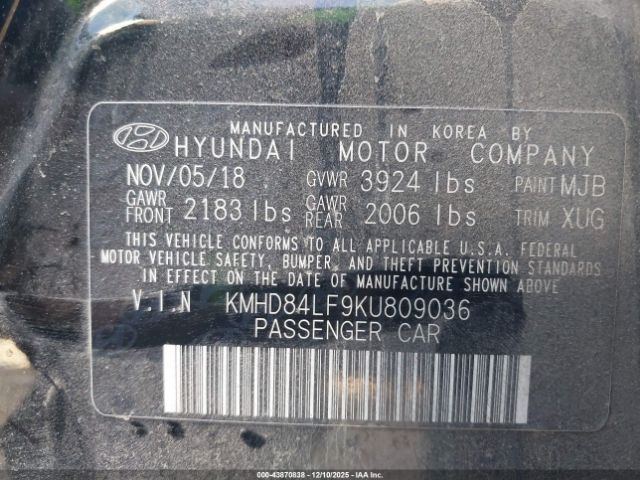 MANUFACTURED IN KOREA BY
HYUNDAI MOTOR COMPANY
NOV/05/18 GVWR 3924 lbs PAINT MJB
GAWR FRONT 2183 lbs GAWR REAR 2006 lbs TRIM XUG
THIS VEHICLE CONFORMS TO ALL APPLICABLE U.S.A. FEDERAL
MOTOR VEHICLE SAFETY, BUMPER, AND THEFT PREVENTION STANDARDS
IN EFFECT ON THE DATE OF MANUFACTURE SHOWN ABOVE.
V.I.N KMHD84LF9KU809036
PASSENGER CAR
000-43870838 - 12/10/2025 - IAAI.COM